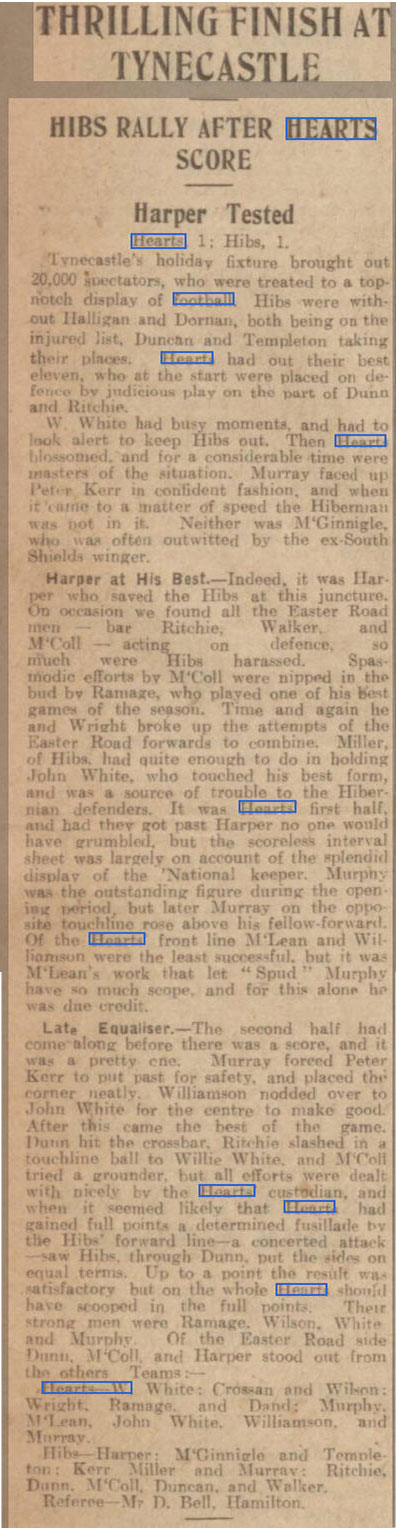 THRILLING FINISH AT
TYNECASTLE
HIBS RALLY AFTER HEARTS
SCORE
Harper Tested
Hearts, 1; Hibs, 1.
Tynecastle's holiday fixture brought out
20,000 spectators, who were treated to a top-
notch display of football. Hibs were with-
out Halligan and Dornan, both being on the
injured list, Duncan and Templeton taking
their places. Hearts had out their best
eleven, who at the start were placed on de-
fence by judicious play on the part of Dunn
and Ritchie.
W. White had busy moments, and had to
look alert to keep Hibs out. Then Hearts
blossomed, and for a considerable time were
masters of the situation. Murray faced up
Peter Kerr in confident fashion, and when
it came to a matter of speed the Hibernian
was not in it. Neither was M'Ginnigle,
who was often outwitted by the ex-South
Shields winger.
Harper at His Best.—Indeed, it was Har-
per who saved the Hibs at this juncture.
On occasion we found all the Easter Road
men — bar Ritchie, Walker, and
M'Coll — acting on defence, so
much were Hibs harassed. Spas-
modic efforts by M'Coll were nipped in the
bud by Ramage, who played one of his best
games of the season. Time and again he
and Wright broke up the attempts of the
Easter Road forwards to combine. Miller,
of Hibs, had quite enough to do in holding
John White, who touched his best form,
and was a source of trouble to the Hiber-
nian defenders. It was Hearts' first half,
and had they got past Harper no one would
have grumbled, but the scoreless interval
sheet was largely on account of the splendid
display of the 'National keeper. Murphy
was the outstanding figure during the open-
ing period, but later Murray on the oppo-
site touchline rose above his fellow-forward.
Of the Hearts front line M'Lean and Wil-
liamson were the least successful, but it was
M'Lean's work that let "Spud" Murphy
have so much scope, and for this alone he
was due credit.
Late Equaliser.—The second half had
come along before there was a score, and it
was a pretty one. Murray forced Peter
Kerr to put past for safety, and placed the
corner neatly. Williamson nodded over to
John White for the centre to make good.
After this came the best of the game.
Dunn hit the crossbar, Ritchie slashed in a
touchline ball to Willie White, and M'Coll
tried a grounder, but all efforts were dealt
with nicely by the Hearts custodian, and
when it seemed likely that Hearts had
gained full points a determined fusillade by
the Hibs' forward line—a concerted attack
—saw Hibs, through Dunn, put the sides on
equal terms. Up to a point the result was
satisfactory but on the whole Hearts should
have scooped in the full points. Their
strong men were Ramage, Wilson, White
and Murphy. Of the Easter Road side
Dunn, M'Coll, and Harper stood out from
the others Teams:—
Hearts—W. White; Crossan and Wilson;
Wright, Ramage, and Dand; Murphy,
M'Lean, John White, Williamson, and
Murray.
Hibs—Harper; M'Ginnigle and Temple-
ton; Kerr Miller and Murray; Ritchie,
Dunn, M'Coll, Duncan, and Walker.
Referee—Mr D. Bell, Hamilton.